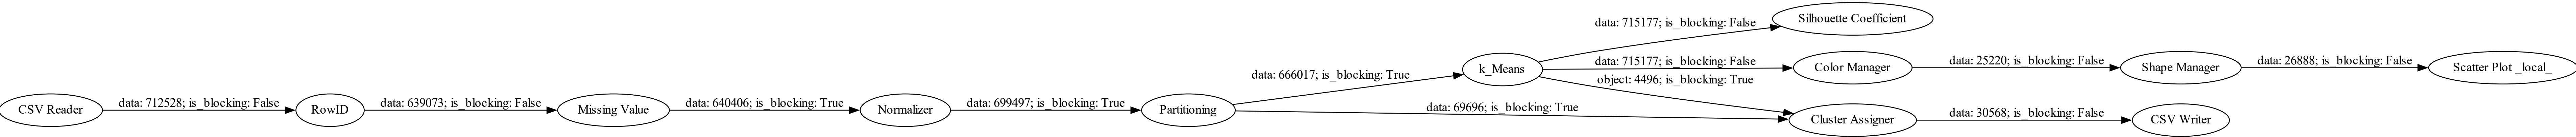 CSV Reader
data: 712528; is_blocking: False
RowID
data: 639073; is_blocking: False
Missing Value
data: 640406; is_blocking: True
Normalizer
data: 699497; is_blocking: True
Partitioning
data: 666017; is_blocking: True
data: 69696; is_blocking: True
k_Means
data: 715177; is_blocking: False
data: 715177; is_blocking: False
object: 4496; is_blocking: True
Silhouette Coefficient
Color Manager
data: 25220; is_blocking: False
Shape Manager
data: 26888; is_blocking: False
Scatter Plot _local_
Cluster Assigner
data: 30568; is_blocking: False
CSV Writer